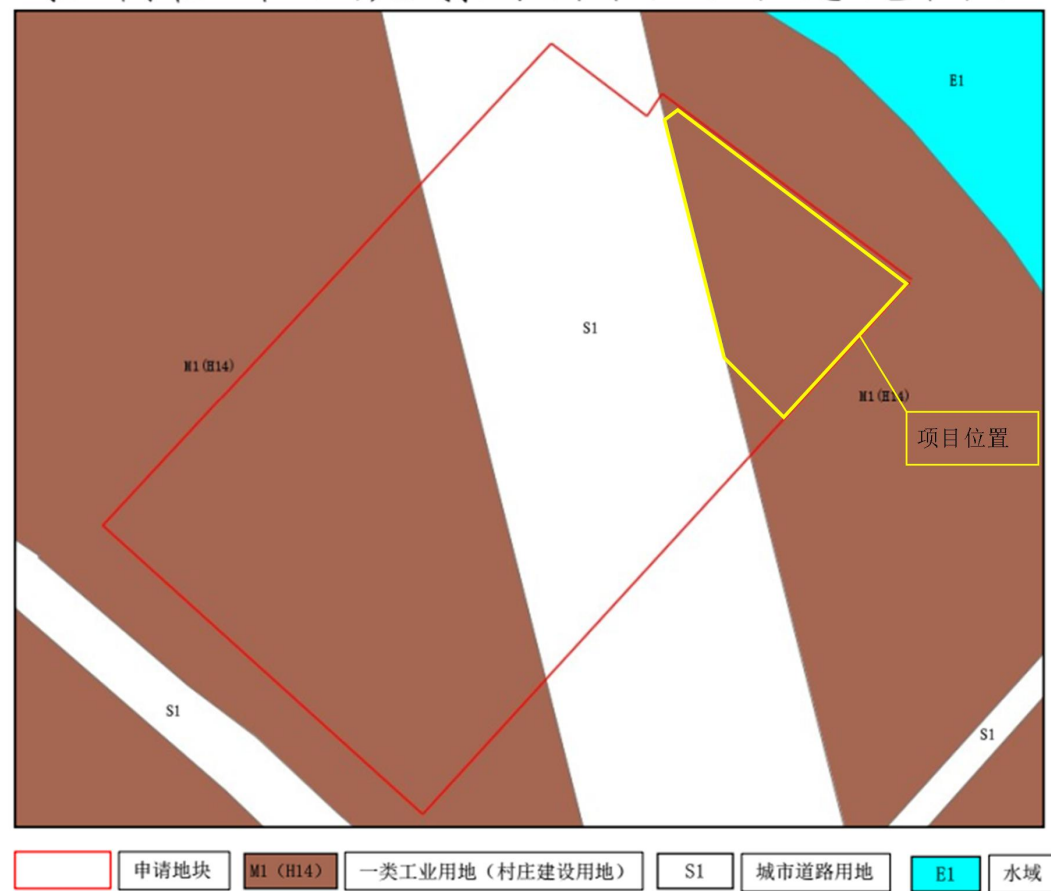 E1
S1
M1(H14)
M1(H14)
项目位置
S1
S1
申请地块
M1 (H14)
一类工业用地（村庄建设用地）
S1
城市道路用地
E1
水域